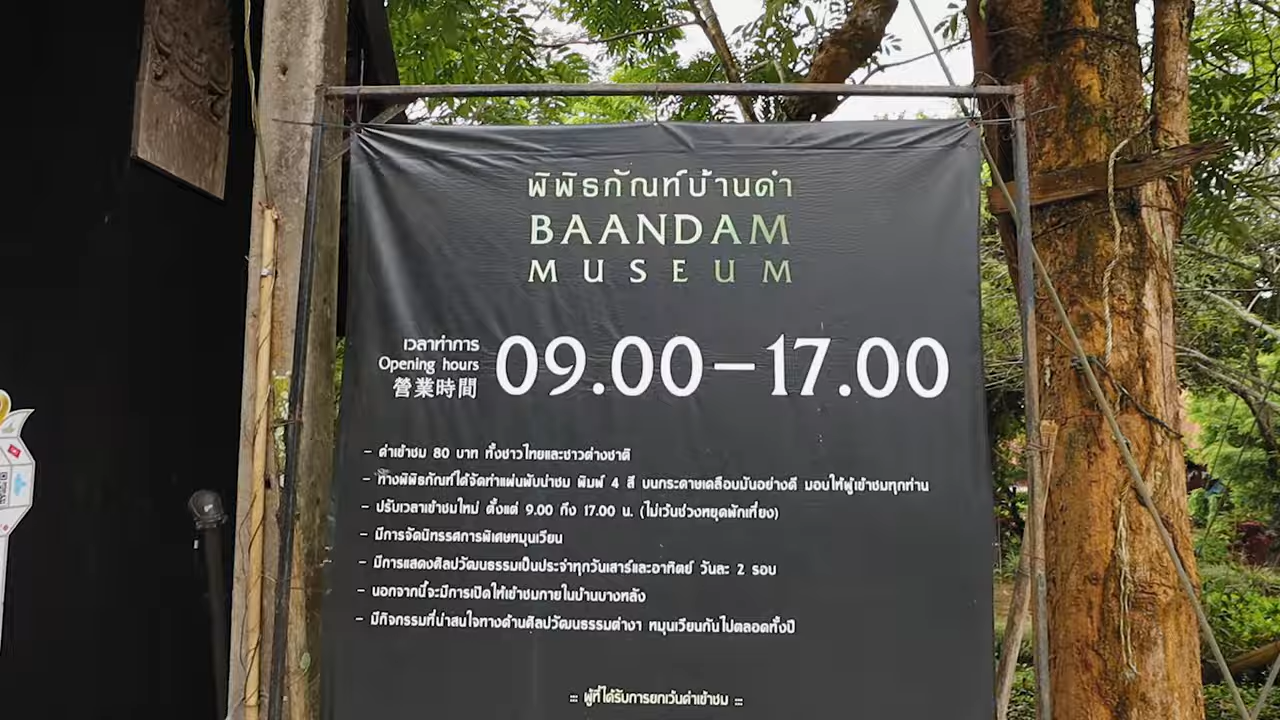 พิพิธภัณฑ์บ้านดำ
BAANDAM
MUSEUM
เวลาทำการ
Opening hours
營業時間
09.00–17.00
– ค่าเข้าชม 80 บาท ทั้งชาวไทยและชาวต่างชาติ
– ทางพิพิธภัณฑ์ได้จัดทำแผ่นพับนำชม พิมพ์ 4 สี บนกระดาษเคลือบมันอย่างดี มอบให้ผู้เข้าชมทุกท่าน
– ปรับเวลาเข้าชมใหม่ ตั้งแต่ 9.00 ถึง 17.00 น. (ไม่เว้นช่วงหยุดพักเที่ยง)
– มีการจัดนิทรรศการพิเศษหมุนเวียน
– มีการแสดงศิลปวัฒนธรรมเป็นประจำทุกวันเสาร์และอาทิตย์ วันละ 2 รอบ
– นอกจากนี้จะมีการเปิดให้เข้าชมภายในบ้านบางหลัง
– มีกิจกรรมที่น่าสนใจทางด้านศิลปวัฒนธรรมต่างๆ หมุนเวียนกันไปตลอดทั้งปี
::: ผู้ที่ได้รับการยกเว้นค่าเข้าชม :::